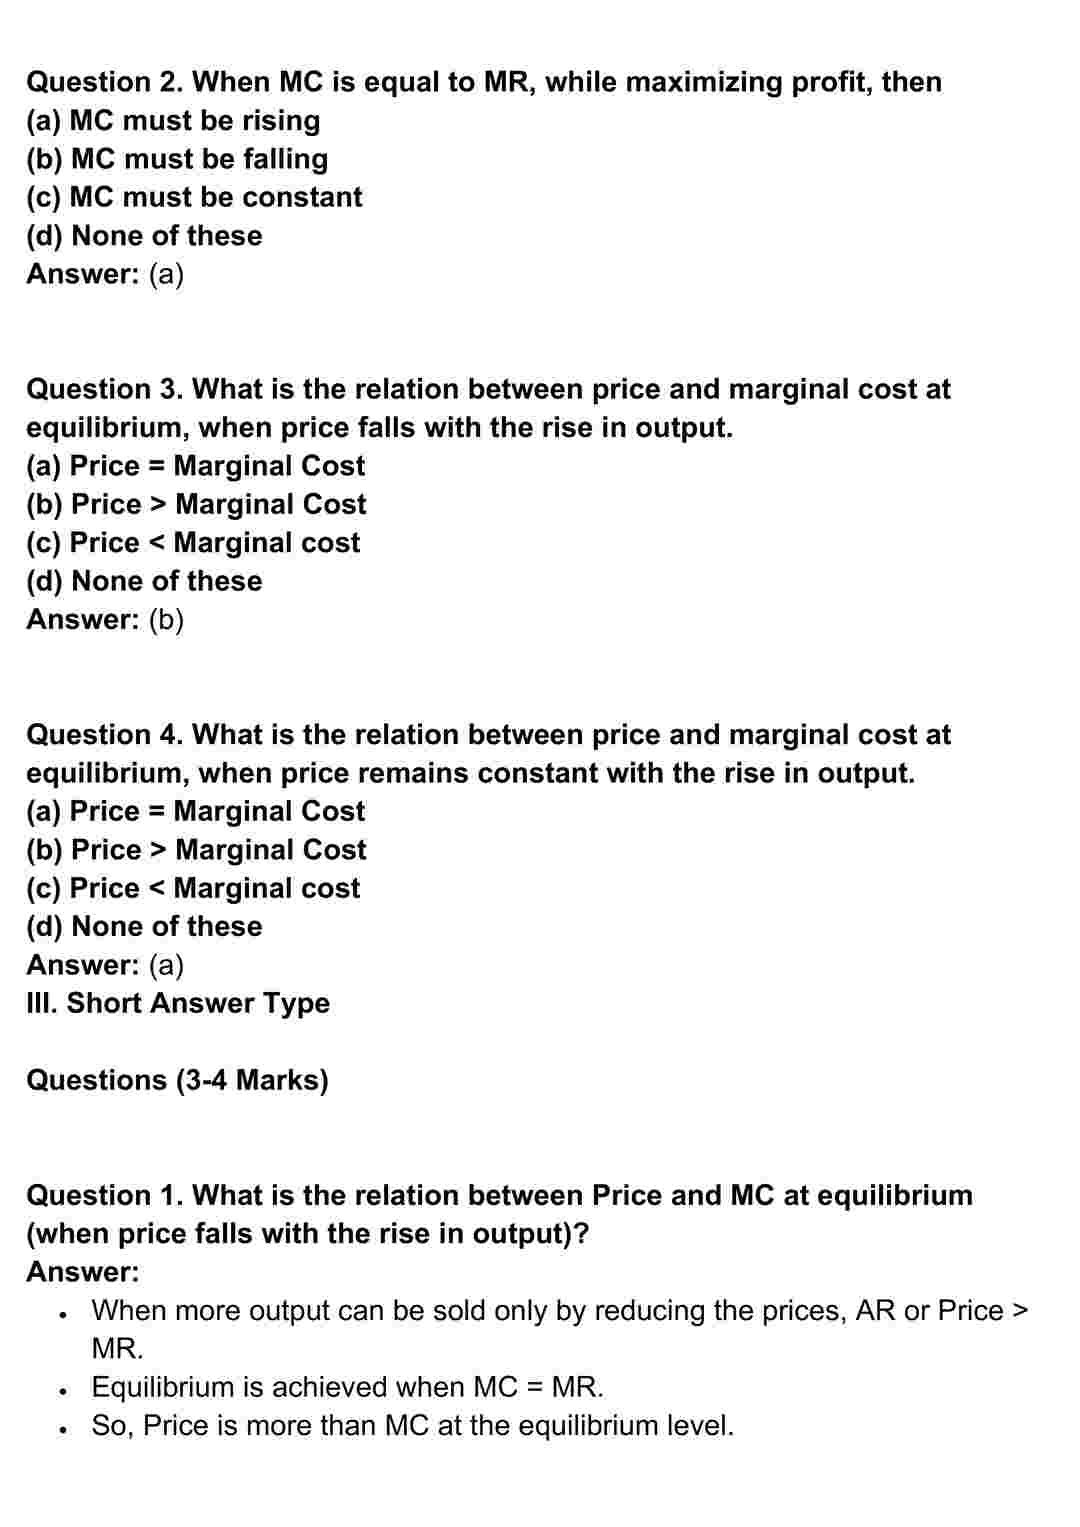 Question 2. When MC is equal to MR, while maximizing profit, then
(a) MC must be rising
(b) MC must be falling
(c) MC must be constant
(d) None of these
Answer: (a)
Question 3. What is the relation between price and marginal cost at
equilibrium, when price falls with the rise in output.
(a) Price = Marginal Cost
(b) Price > Marginal Cost
(c) Price < Marginal cost
(d) None of these
Answer: (b)
Question 4. What is the relation between price and marginal cost at
equilibrium, when price remains constant with the rise in output.
(a) Price = Marginal Cost
(b) Price > Marginal Cost
(c) Price < Marginal cost
(d) None of these
Answer: (a)
III. Short Answer Type
Questions (3-4 Marks)
Question 1. What is the relation between Price and MC at equilibrium
(when price falls with the rise in output)?
Answer:
• When more output can be sold only by reducing the prices, AR or Price >
MR.
• Equilibrium is achieved when MC = MR.
• So, Price is more than MC at the equilibrium level.